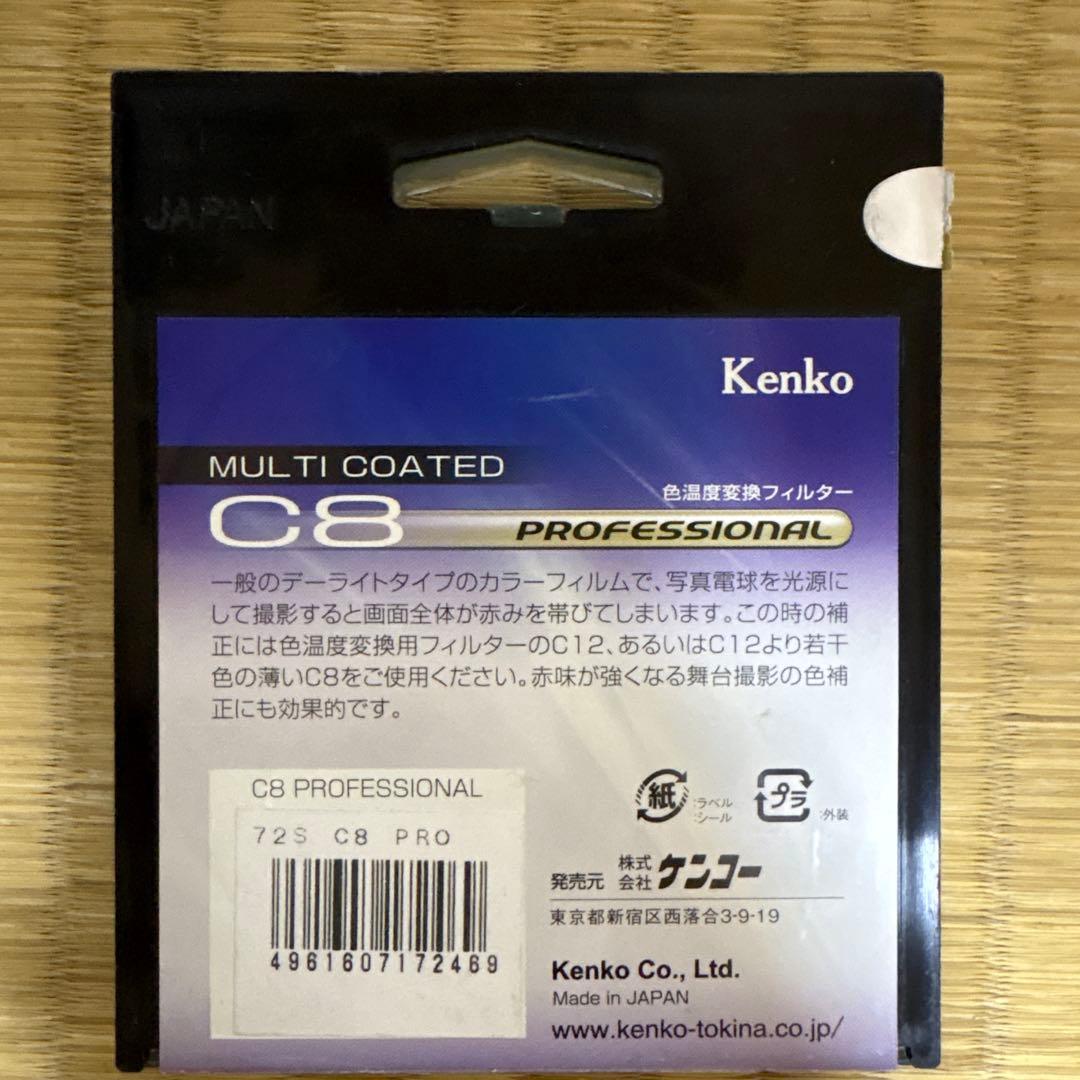 JAPAN
Kenko
MULTI COATED
色温度変換フィルター
C8 PROFESSIONAL
一般のデーライトタイプのカラーフィルムで、写真電球を光源に
して撮影すると画面全体が赤みを帯びてしまいます。この時の補
正には色温度変換用フィルターのC12、あるいはC12より若干
色の薄いC8をご使用ください。赤味が強くなる舞台撮影の色補
正にも効果的です。
C8 PROFESSIONAL
72S C8 PRO
4961607172469
紙 :ラベル
:シール
プラ :外装
発売元 株式会社 ケンコー
東京都新宿区西落合3-9-19
Kenko Co., Ltd.
Made in JAPAN
www.kenko-tokina.co.jp/